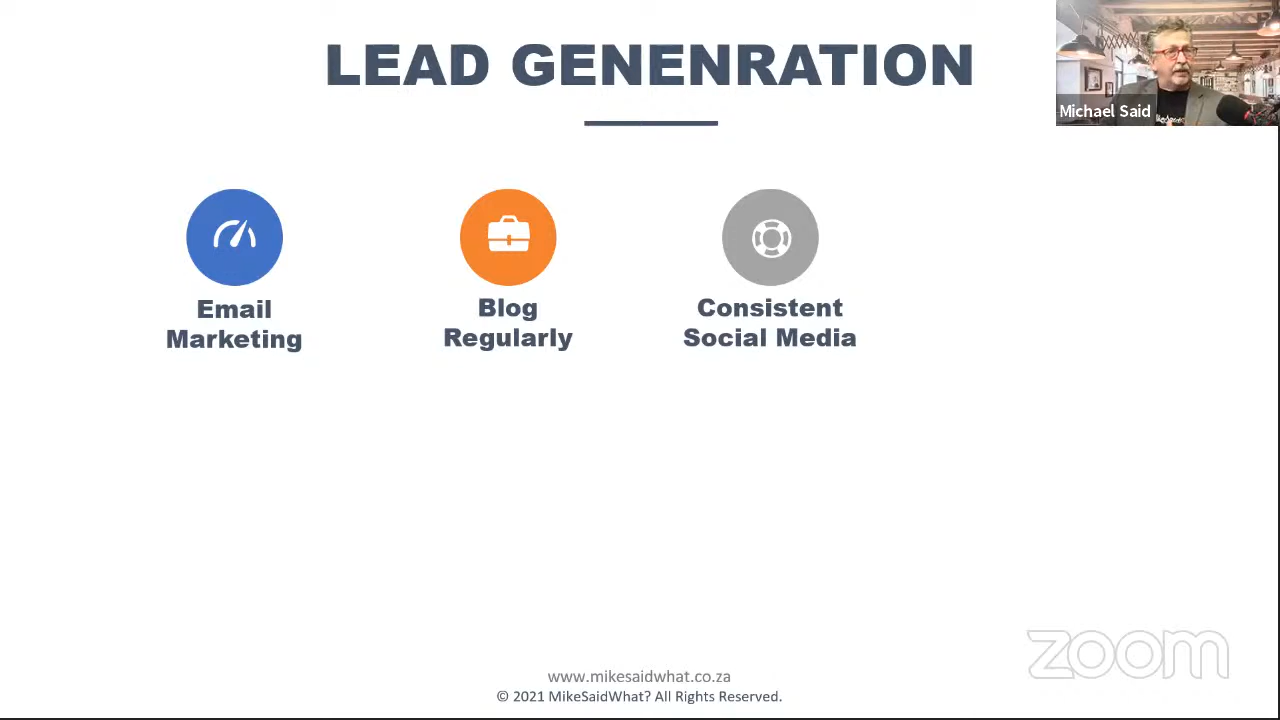 LEAD GENENRATION
Michael Said
Email
Marketing
Blog
Regularly
Consistent
Social Media
zoom
www.mikesaidwhat.co.za
© 2021 MikeSaidWhat? All Rights Reserved.